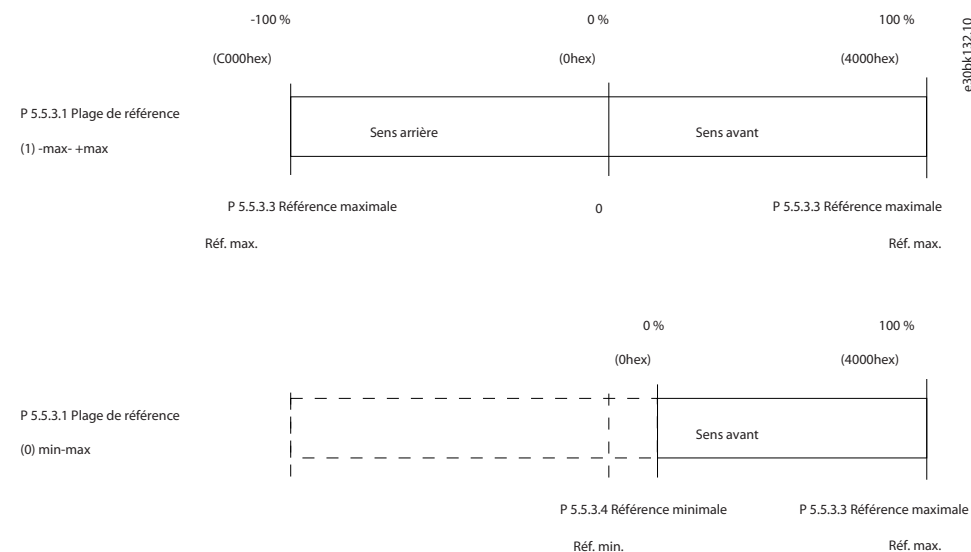 -100 % 0 % 100 %
(C000hex) (0hex) (4000hex)
e30bk132.10
P 5.5.3.1 Plage de référence
(1) -max- +max
Sens arrière Sens avant
P 5.5.3.3 Référence maximale 0 P 5.5.3.3 Référence maximale
Réf. max. Réf. max.
0 % 100 %
(0hex) (4000hex)
P 5.5.3.1 Plage de référence
(0) min-max
Sens avant
P 5.5.3.4 Référence minimale P 5.5.3.3 Référence maximale
Réf. min. Réf. max.